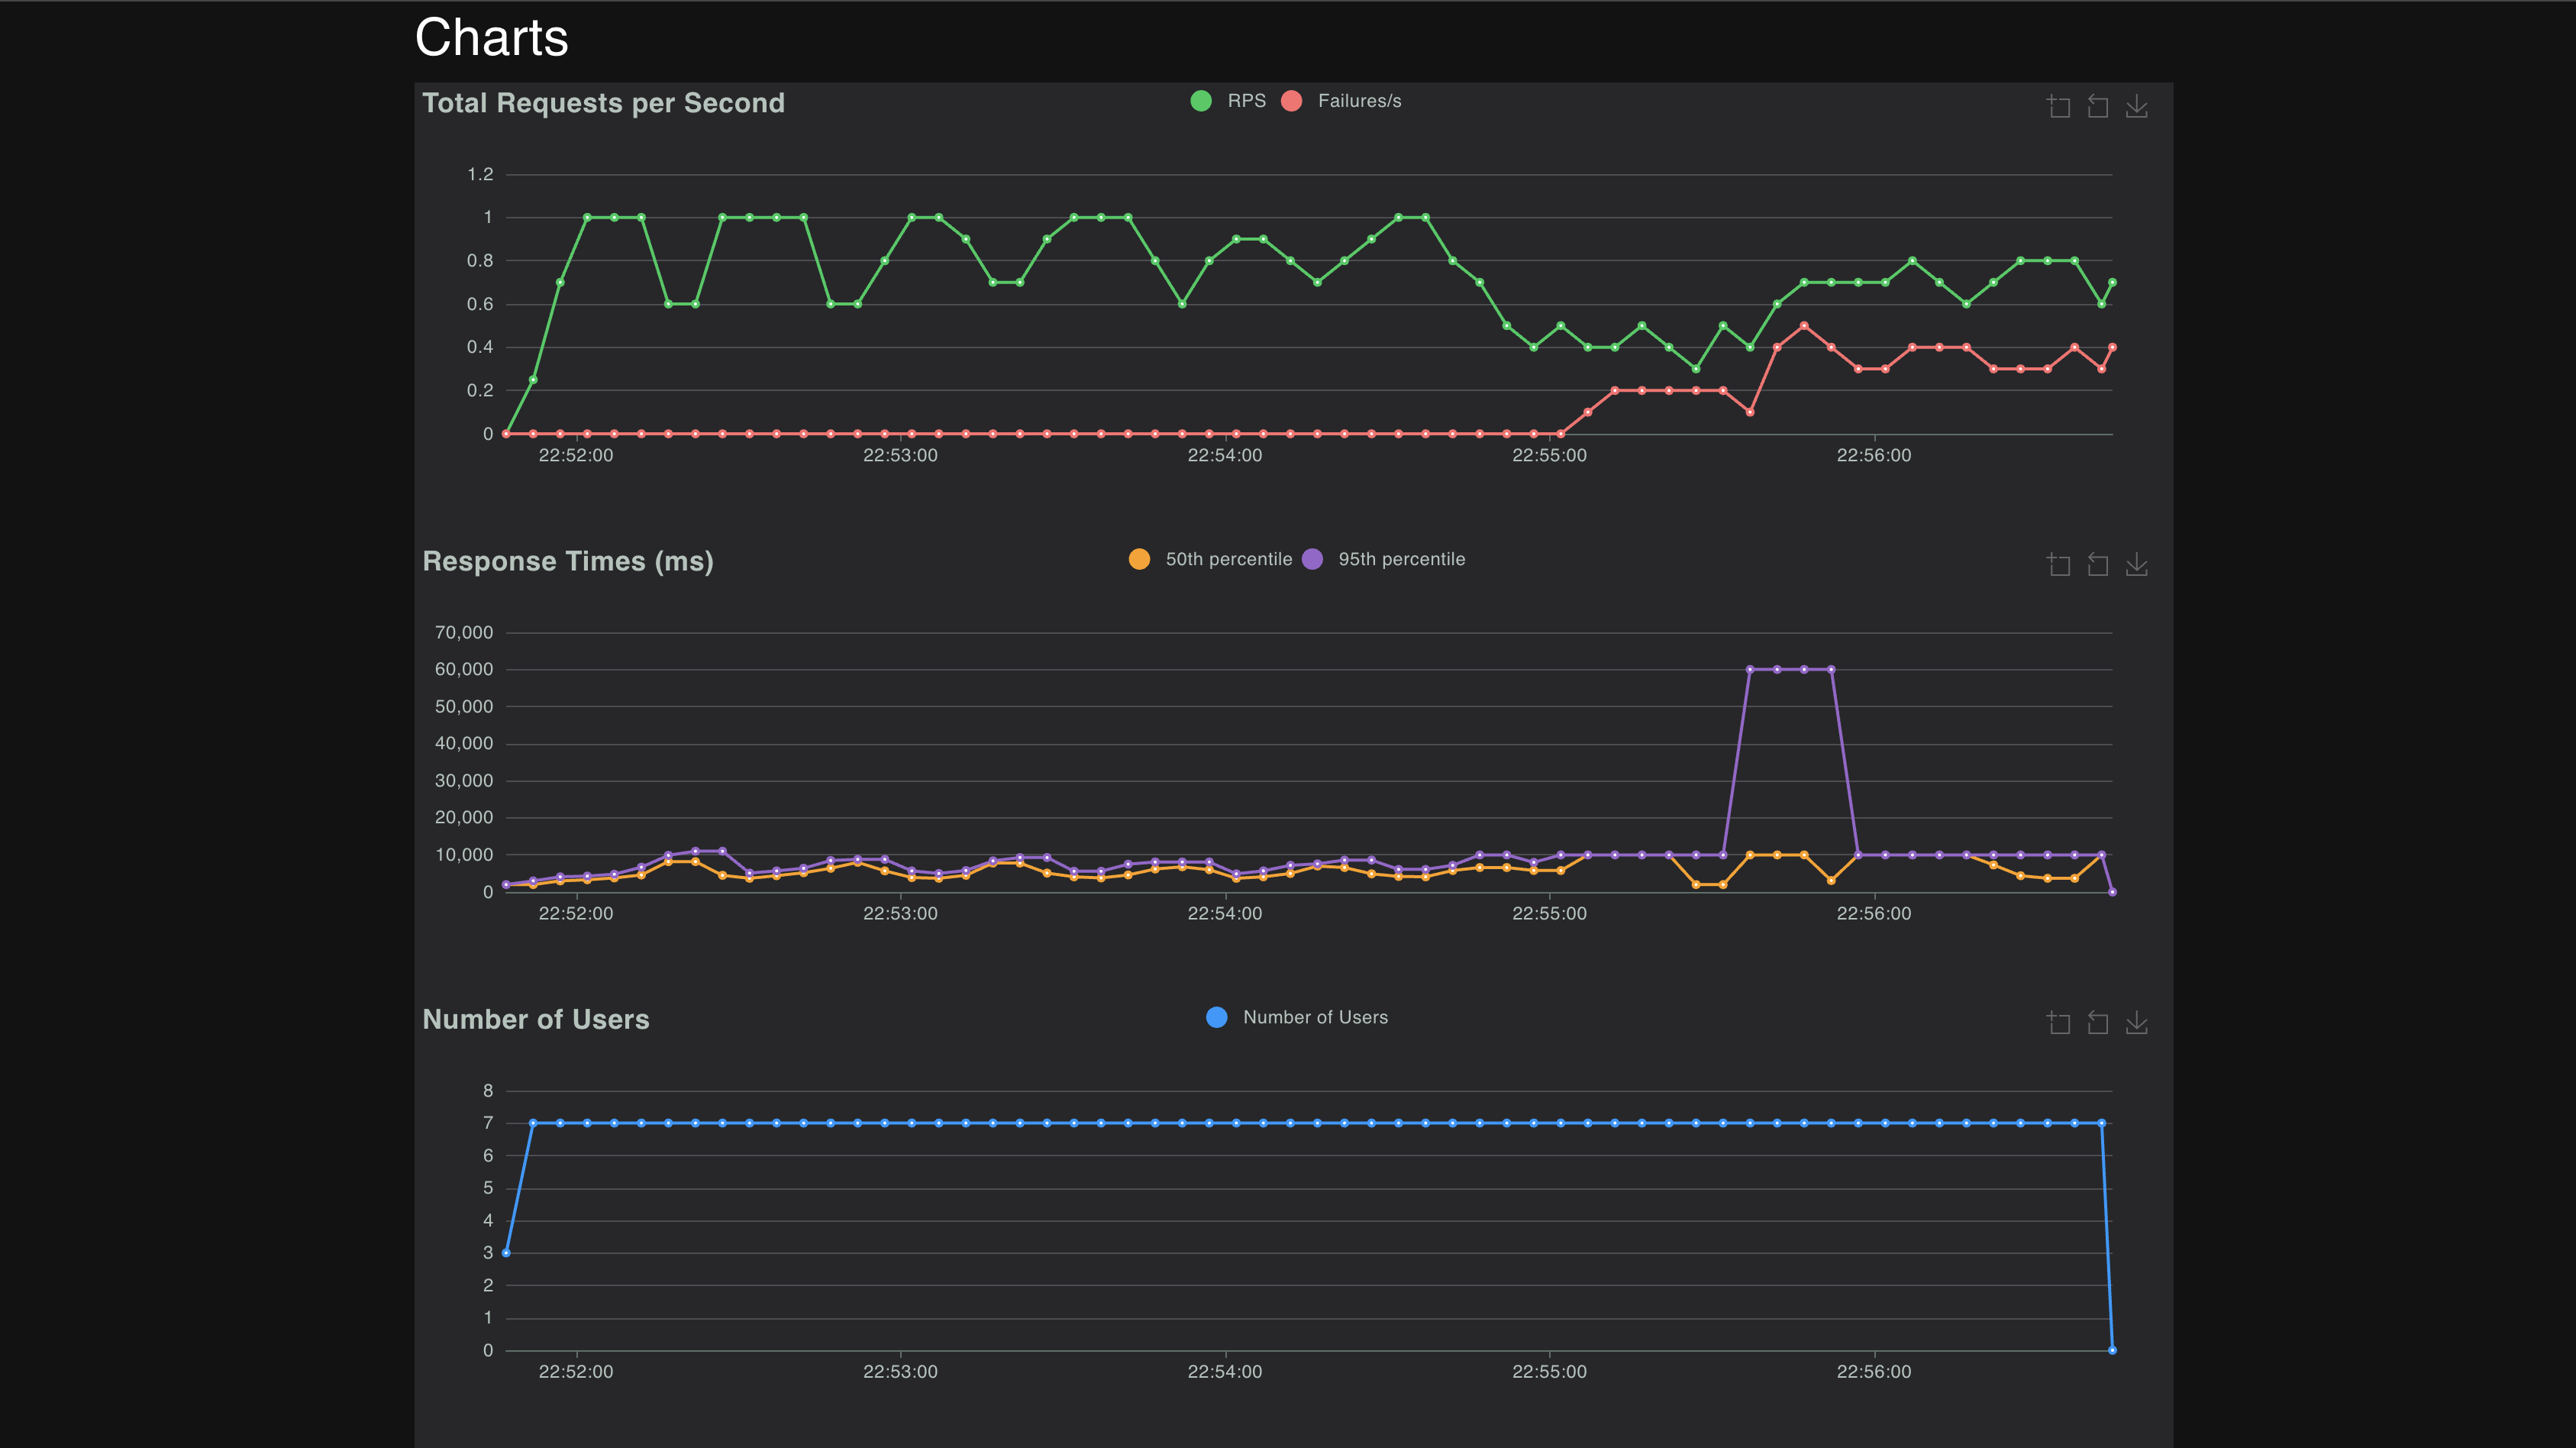 Charts
Total Requests per Second
RPS Failures/s
1.2
1
0.8
0.6
0.4
0.2
0
22:52:00 22:53:00 22:54:00 22:55:00 22:56:00
Response Times (ms)
50th percentile 95th percentile
70,000
60,000
50,000
40,000
30,000
20,000
10,000
0
22:52:00 22:53:00 22:54:00 22:55:00 22:56:00
Number of Users
Number of Users
8
7
6
5
4
3
2
1
0
22:52:00 22:53:00 22:54:00 22:55:00 22:56:00